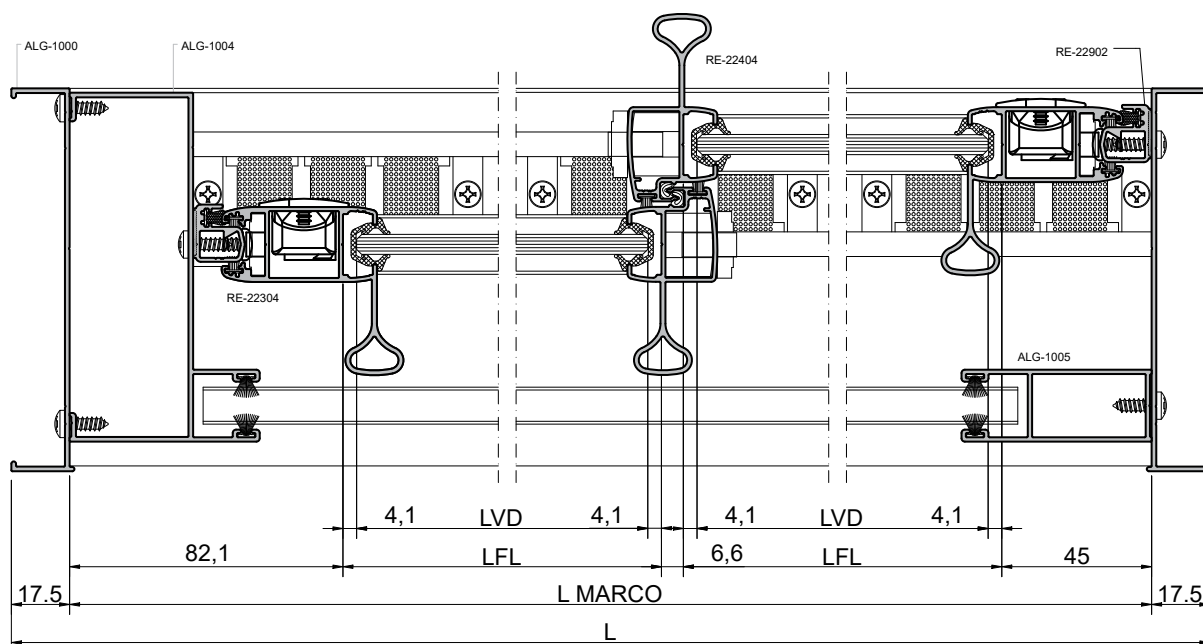 ALG-1000
ALG-1004
RE-22404
RE-22902
RE-22304
ALG-1005
4,1 LVD 4,1 4,1 LVD 4,1
82,1 LFL 6,6 LFL 45
17.5 L MARCO 17.5
L